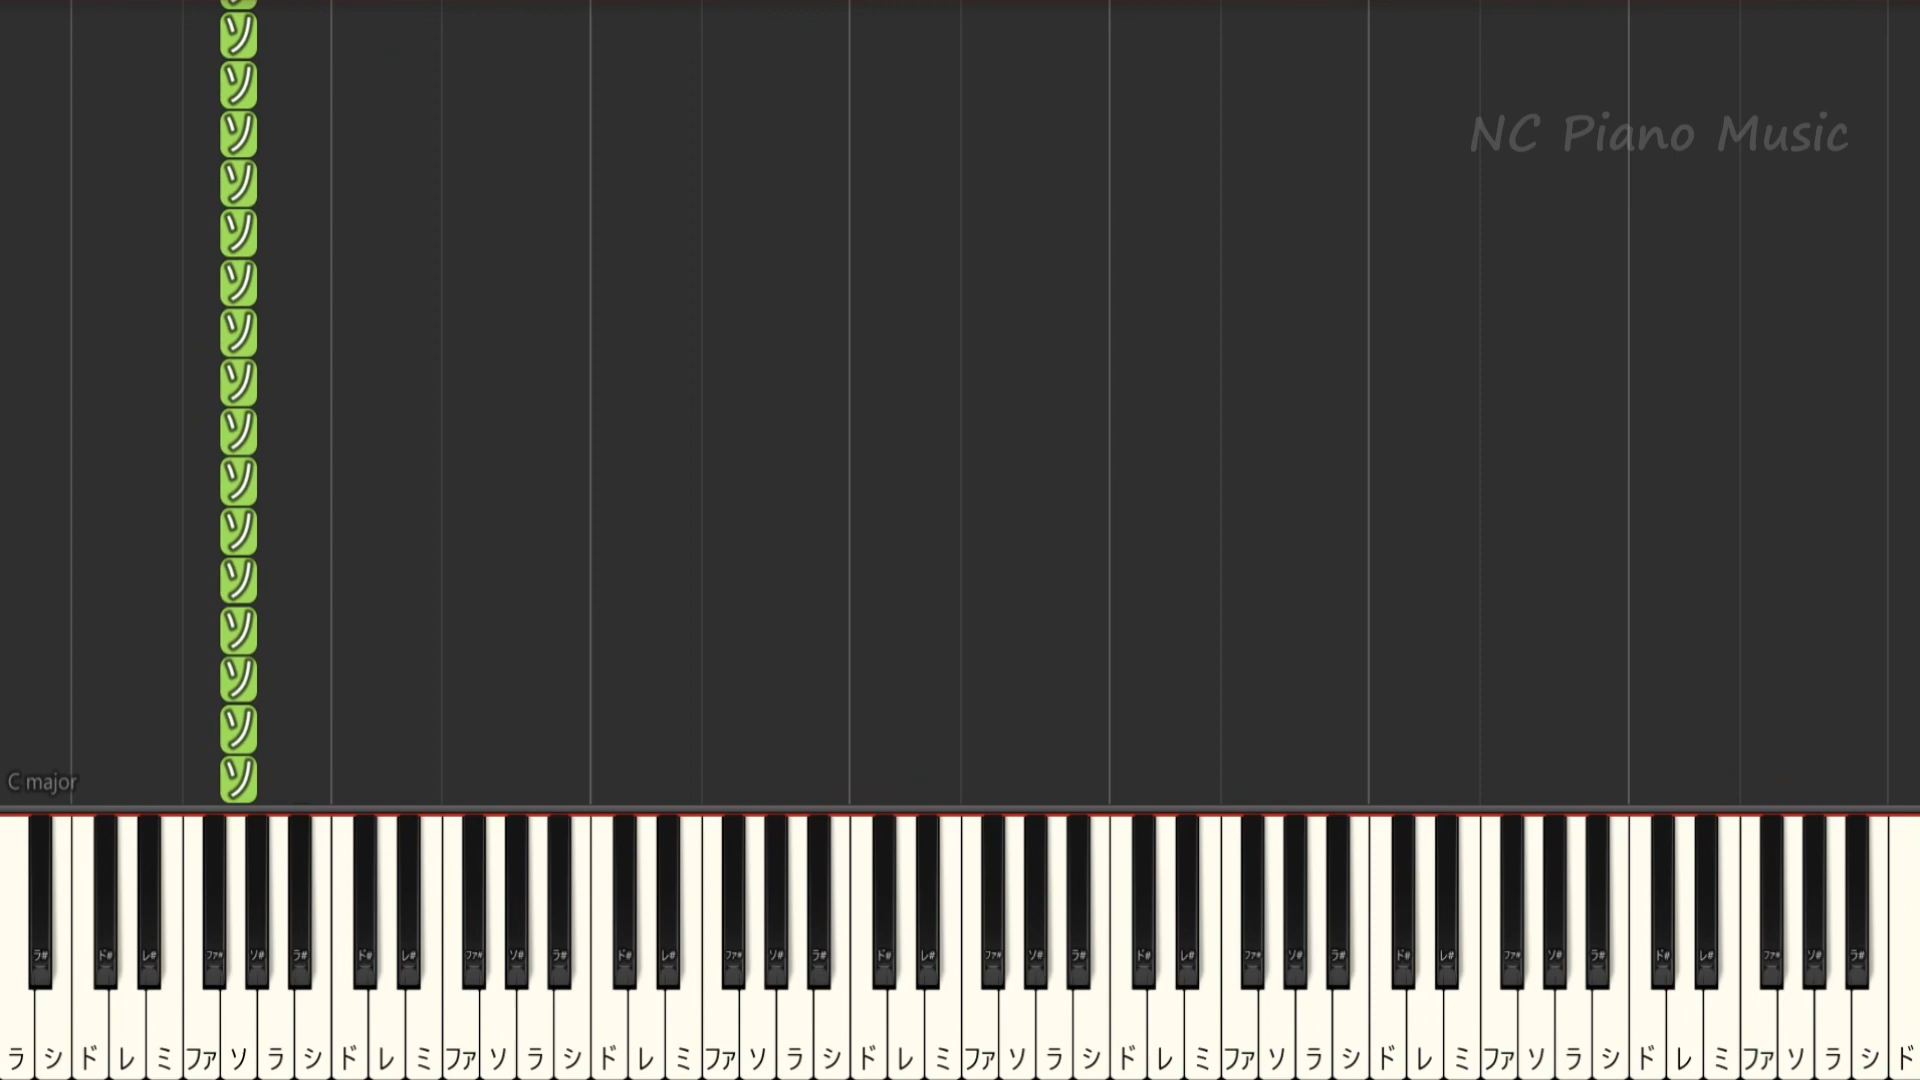 ソ
ソ
ソ
NC Piano Music
ソ
ソ
ソ
ソ
ソ
ソ
ソ
ソ
ソ
ソ
ソ
ソ
ソ
C major
ラ# ド# レ# ファ# ソ# ラ# ド# レ# ファ# ソ# ラ# ド# レ# ファ# ソ# ラ# ド# レ# ファ# ソ# ラ# ド# レ# ファ# ソ# ラ# ド# レ# ファ# ソ# ラ# ド# レ# ファ# ソ# ラ#
ラ シ ド レ ミ ファ ソ ラ シ ド レ ミ ファ ソ ラ シ ド レ ミ ファ ソ ラ シ ド レ ミ ファ ソ ラ シ ド レ ミ ファ ソ ラ シ ド レ ミ ファ ソ ラ シ ド レ ミ ファ ソ ラ シ ド